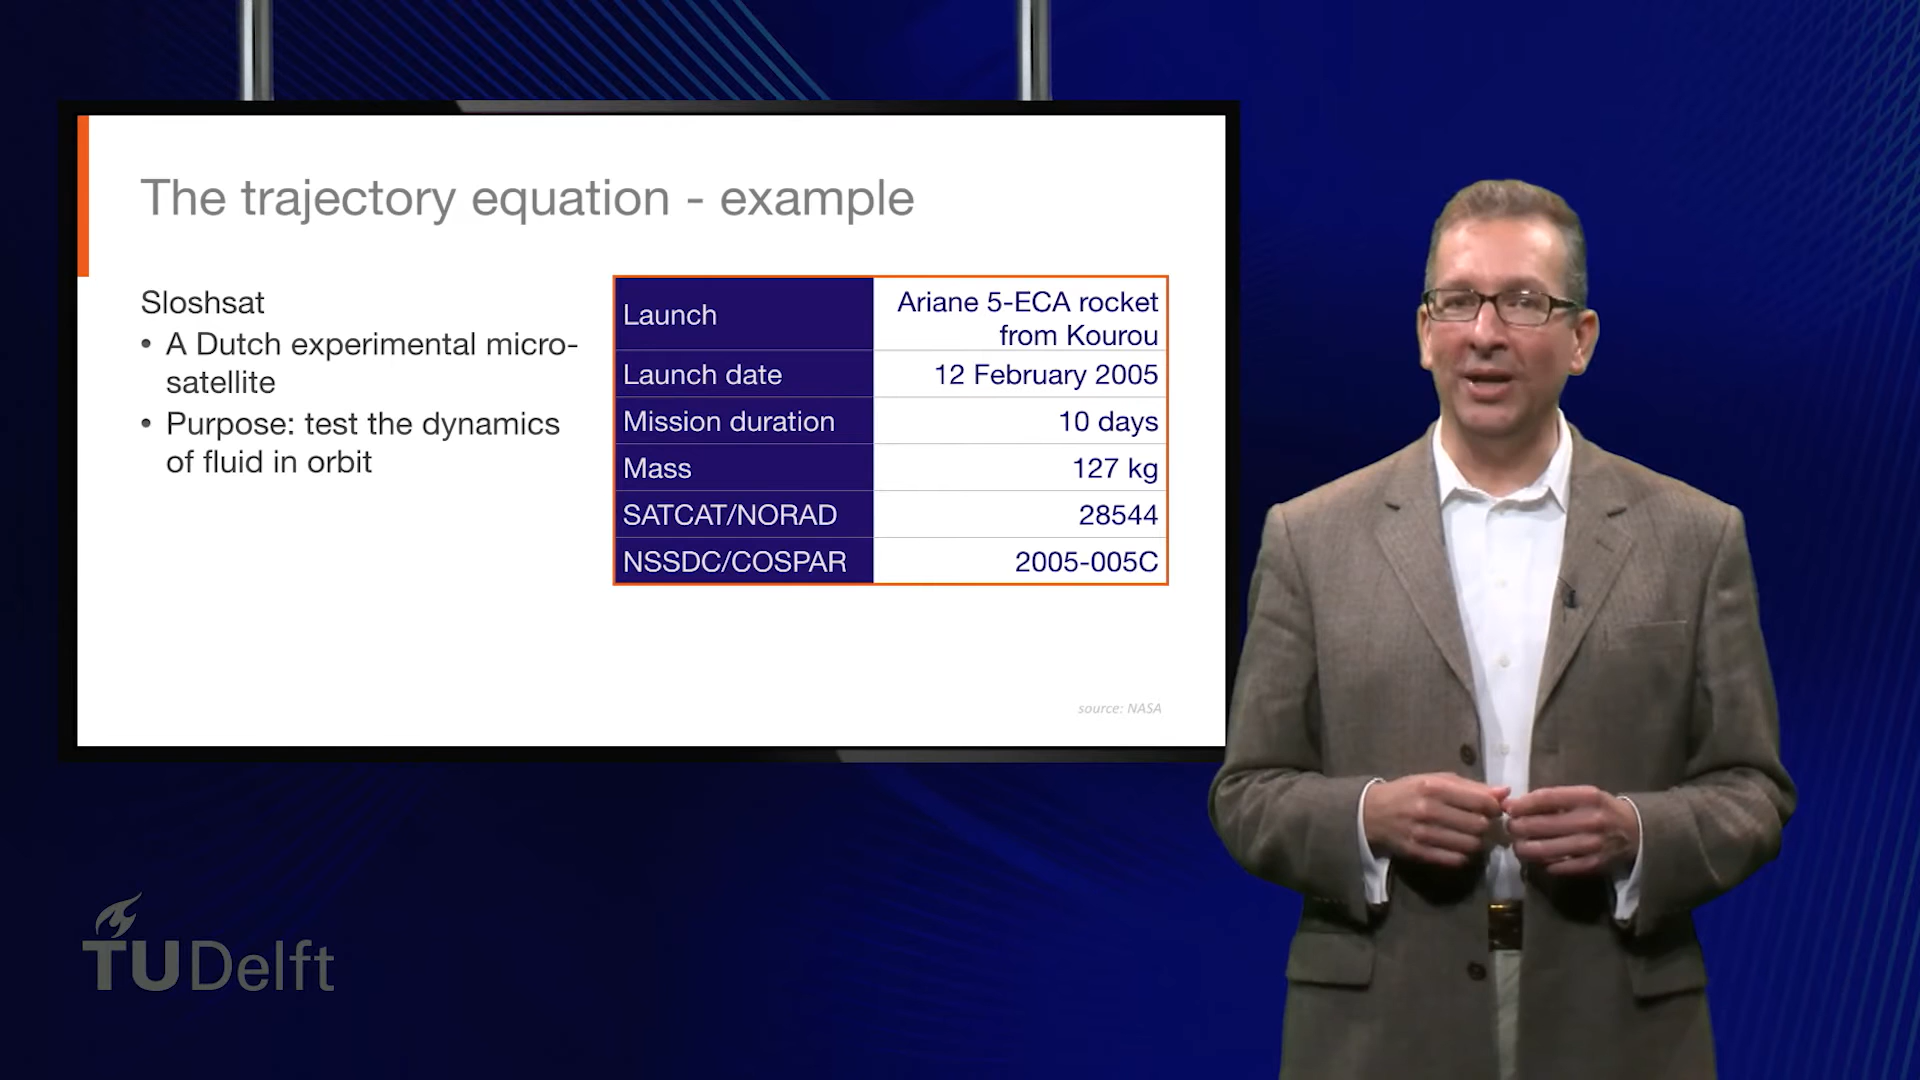 The trajectory equation - example
Sloshsat
• A Dutch experimental micro-
satellite
• Purpose: test the dynamics
of fluid in orbit
Launch
Ariane 5-ECA rocket
from Kourou
Launch date
12 February 2005
Mission duration
10 days
Mass
127 kg
SATCAT/NORAD
28544
NSSDC/COSPAR
2005-005C
source: NASA
TUDelft